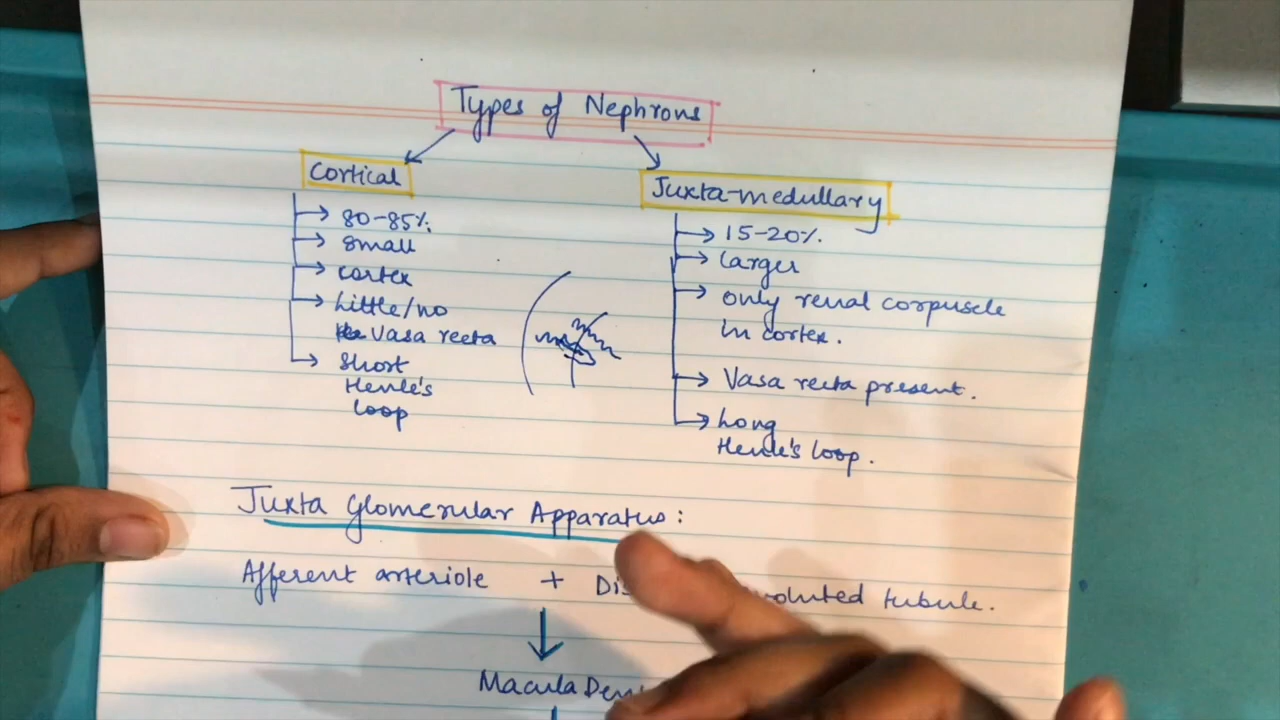 Types of Nephrons
Cortical
80-85%
Small
Cortex
Little/no
Vasa recta
Short
Henle's
loop
Juxta-medullary
15-20%.
Larger
only renal corpuscle
in cortex.
Vasa recta present.
Long
Henle's loop.
Juxta Glomerular Apparatus:
Afferent arteriole + tubule.
Macula